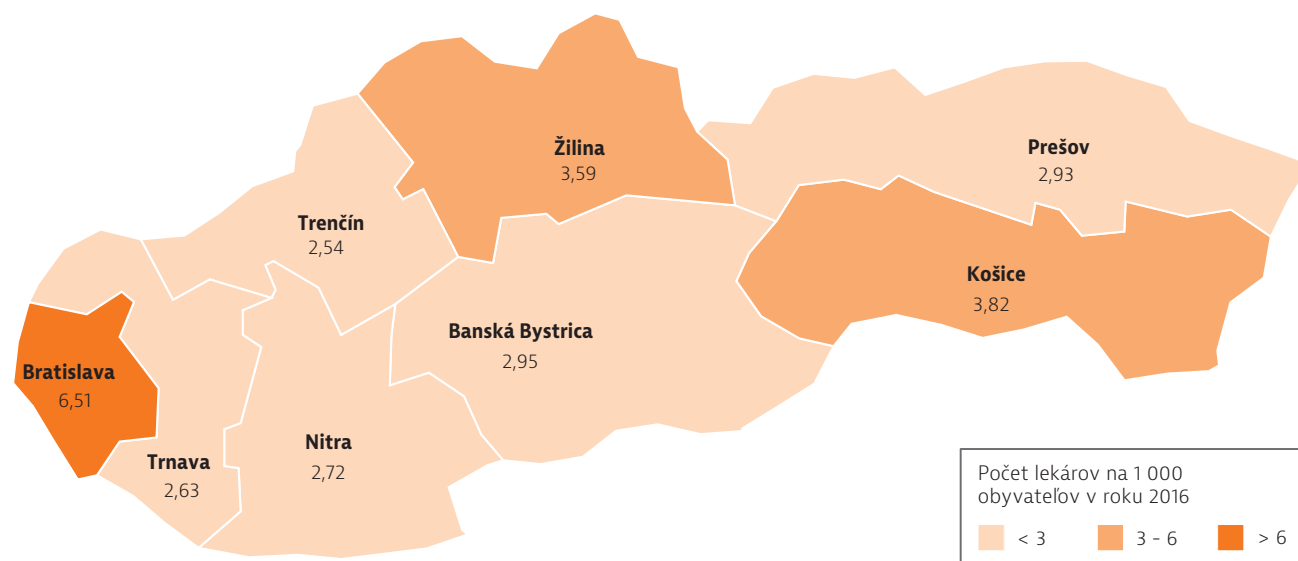 Žilina
3,59
Prešov
2,93
Trenčín
2,54
Košice
3,82
Banská Bystrica
2,95
Bratislava
6,51
Nitra
2,72
Trnava
2,63
Počet lekárov na 1 000
obyvateľov v roku 2016
< 3 3 - 6 > 6